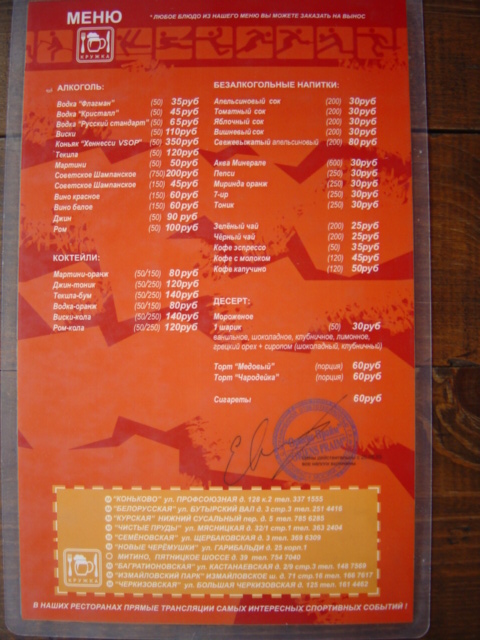 МЕНЮ
* ЛЮБОЕ БЛЮДО ИЗ НАШЕГО МЕНЮ ВЫ МОЖЕТЕ ЗАКАЗАТЬ НА ВЫНОС
КРУЖКА
АЛКОГОЛЬ:
Водка "Флагман" (50) 35руб
Водка "Кристалл" (50) 45руб
Водка "Русский стандарт" (50) 65руб
Виски (50) 110руб
Коньяк "Хеннесси VSOP" (50) 350руб
Текила (50) 120руб
Мартини (50) 50руб
Советское Шампанское (750) 200руб
Советское Шампанское (150) 45руб
Вино красное (150) 60руб
Вино белое (150) 60руб
Джин (50) 90 руб
Ром (50) 100руб
КОКТЕЙЛИ:
Мартини-оранж (50/150) 80руб
Джин-тоник (50/250) 120руб
Текила-бум (50/250) 140руб
Водка-оранж (50/150) 80руб
Виски-кола (50/250) 140руб
Ром-кола (50/250) 120руб
БЕЗАЛКОГОЛЬНЫЕ НАПИТКИ:
Апельсиновый сок (200) 30руб
Томатный сок (200) 30руб
Яблочный сок (200) 30руб
Вишневый сок (200) 30руб
Свежевыжатый апельсиновый (200) 80руб
Аква Минерале (600) 30руб
Пепси (250) 30руб
Миринда оранж (250) 30руб
7-up (250) 30руб
Тоник (250) 30руб
Зелёный чай (200) 25руб
Чёрный чай (200) 25руб
Кофе эспрессо (50) 35руб
Кофе с молоком (120) 45руб
Кофе капучино (120) 50руб
ДЕСЕРТ:
Мороженое
1 шарик (50) 30руб
ванильное, шоколадное, клубничное, лимонное,
грецкий орех + сиропом (шоколадный, клубничный)
Торт "Медовый" (порция) 60руб
Торт "Чародейка" (порция) 60руб
Сигареты 60руб
"КОНЬКОВО" ул. ПРОФСОЮЗНАЯ д. 126 к.2 тел. 337 1555
"БЕЛОРУССКАЯ" ул. БУТЫРСКИЙ ВАЛ д. 3 стр.3 тел. 251 4418
"КУРСКАЯ" НИЖНИЙ СУСАЛЬНЫЙ пер. д. 5 тел. 785 6285
"ЧИСТЫЕ ПРУДЫ" ул. МЯСНИЦКАЯ д. 32/1 стр.1 тел. 363 2404
"СЕМЁНОВСКАЯ" ул. ЩЕРБАКОВСКАЯ д. 3 тел. 369 6309
"НОВЫЕ ЧЕРЁМУШКИ" ул. ГАРИБАЛЬДИ д. 25 корп.1
МИТИНО, ПЯТНИЦКОЕ ШОССЕ 39 тел. 754 7040
"БАГРАТИОНОВСКАЯ" ул. КАСТАНАЕВСКАЯ д. 2/9 стр.3 тел. 148 7569
"ИЗМАЙЛОВСКИЙ ПАРК" ИЗМАЙЛОВСКОЕ ш. д. 71 стр.16 тел. 166 7917
"ЧЕРКИЗОВСКАЯ" ул. БОЛЬШАЯ ЧЕРКИЗОВСКАЯ д. 125 тел. 161 4482
КРУЖКА
В НАШИХ РЕСТОРАНАХ ПРЯМЫЕ ТРАНСЛЯЦИИ САМЫХ ИНТЕРЕСНЫХ СПОРТИВНЫХ СОБЫТИЙ !